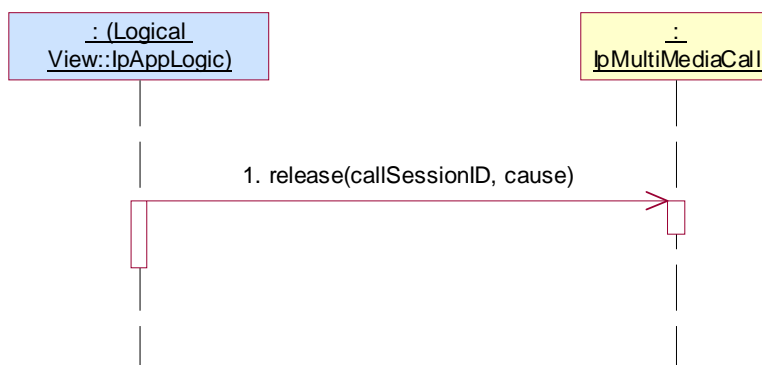 : (Logical
View::IpAppLogic)
:
IpMultiMediaCall
1. release(callSessionID, cause)